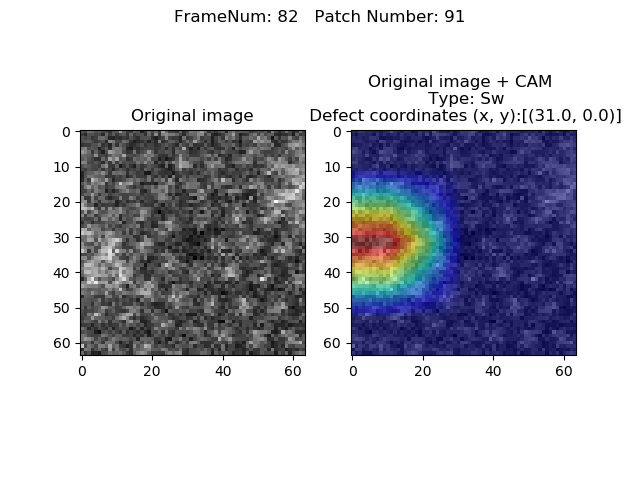 FrameNum: 82   Patch Number: 91
Original image
0
10
20
30
40
50
60
0 20 40 60
Original image + CAM
Type: Sw
Defect coordinates (x, y):[(31.0, 0.0)]
0
10
20
30
40
50
60
0 20 40 60